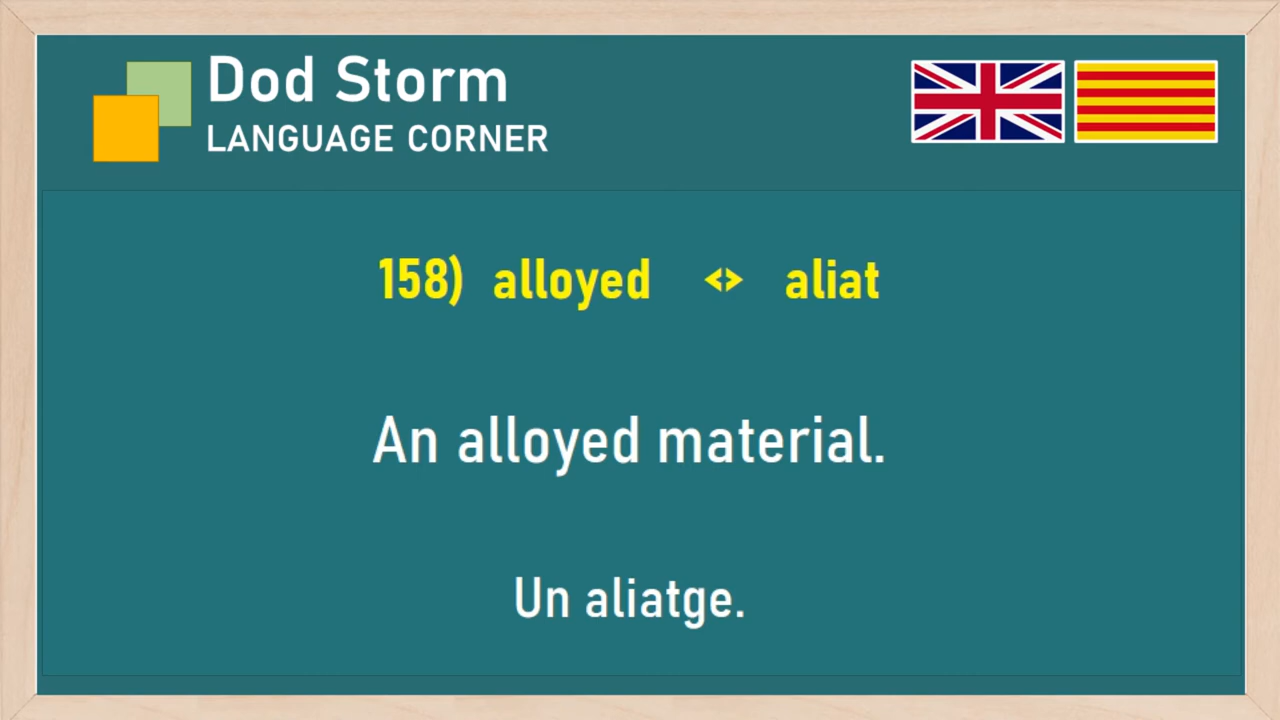 Dod Storm
LANGUAGE CORNER
158) alloyed <> aliat
An alloyed material.
Un aliatge.